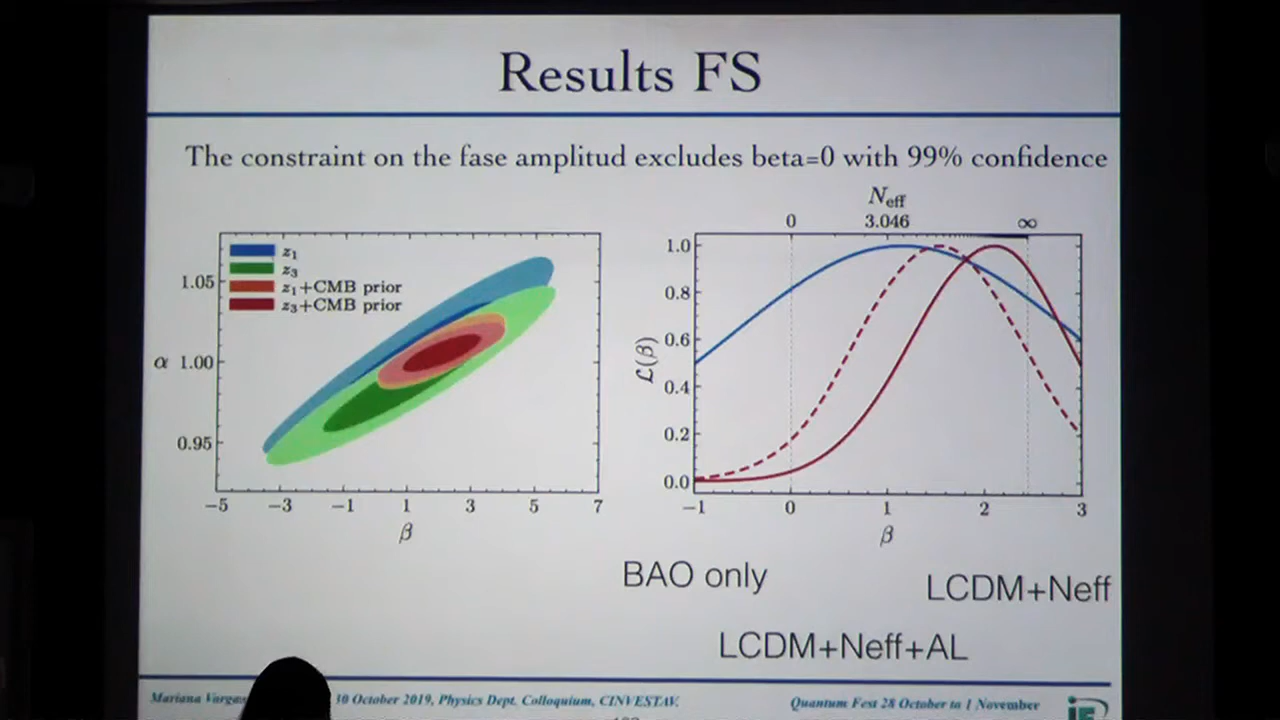 Results FS
The constraint on the fase amplitud excludes beta=0 with 99% confidence
z₁
z₃
z₁+CMB prior
z₃+CMB prior
α
1.05
1.00
0.95
−5 −3 −1 1 3 5 7
β
N_eff
0 3.046 ∞
ℒ(β)
1.0
0.8
0.6
0.4
0.2
0.0
−1 0 1 2 3
β
BAO only
LCDM+Neff
LCDM+Neff+AL
Mariana Vargas 30 October 2019, Physics Dept. Colloquium, CINVESTAV.
Quantum Fest 28 October to 1 November